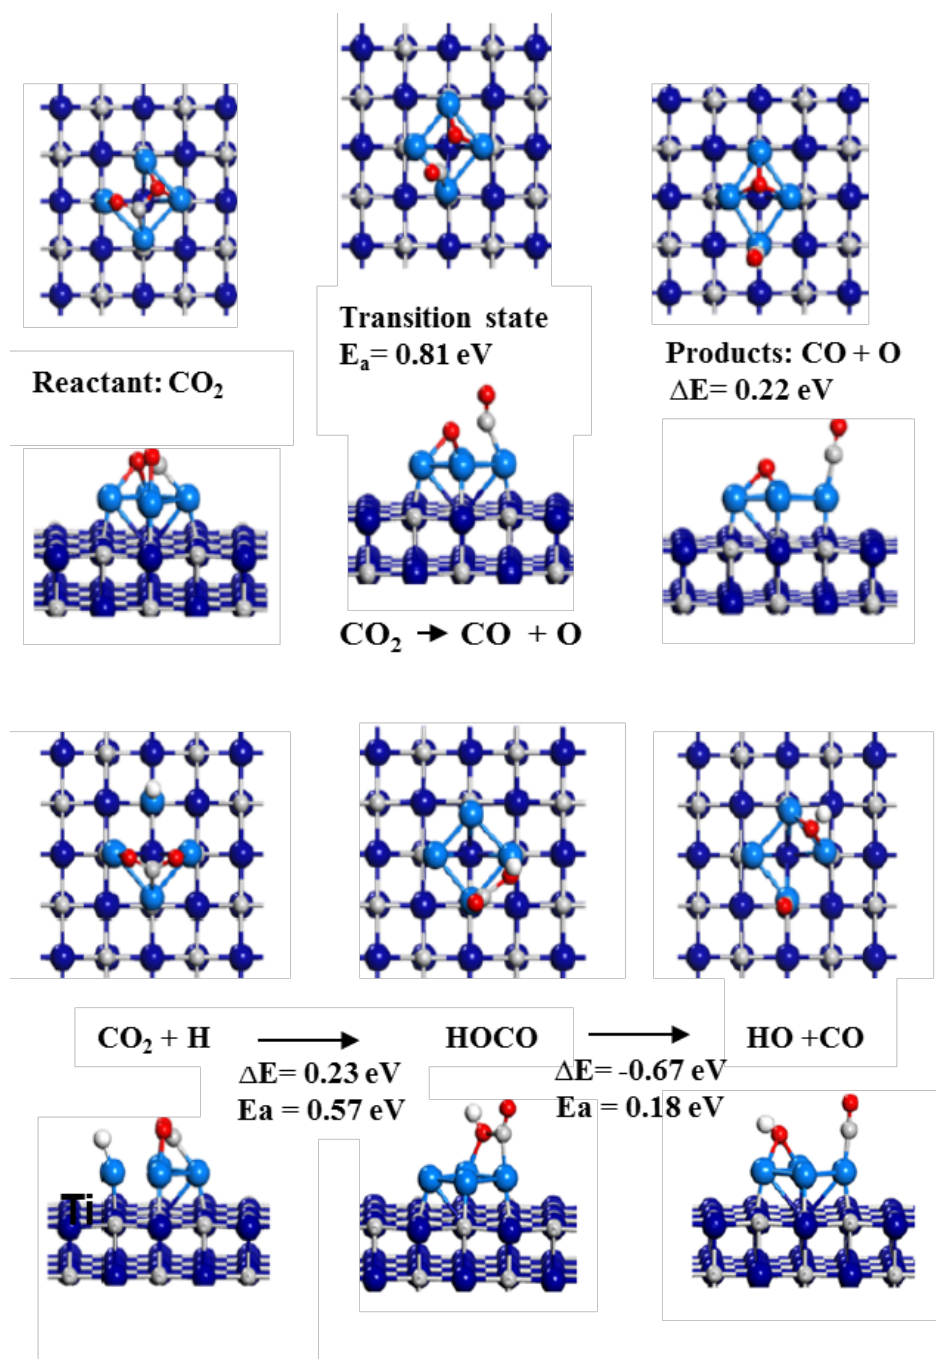 Transition state
Eₐ= 0.81 eV
Reactant: CO₂
Products: CO + O
ΔE= 0.22 eV
CO₂ → CO + O
CO₂ + H
HOCO
HO +CO
ΔE= 0.23 eV
Ea = 0.57 eV
ΔE= -0.67 eV
Ea = 0.18 eV
Ti